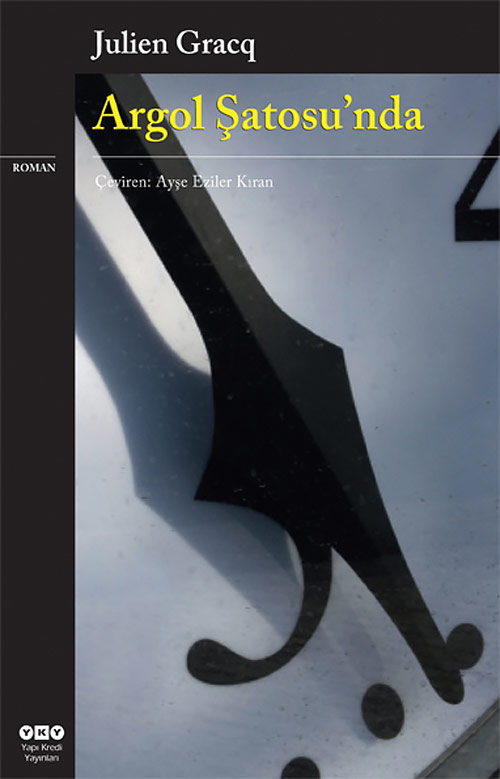 Julien Gracq
Argol Şatosu'nda
ROMAN
Çeviren: Ayşe Eziler Kıran
YKY
Yapı Kredi
Yayınları